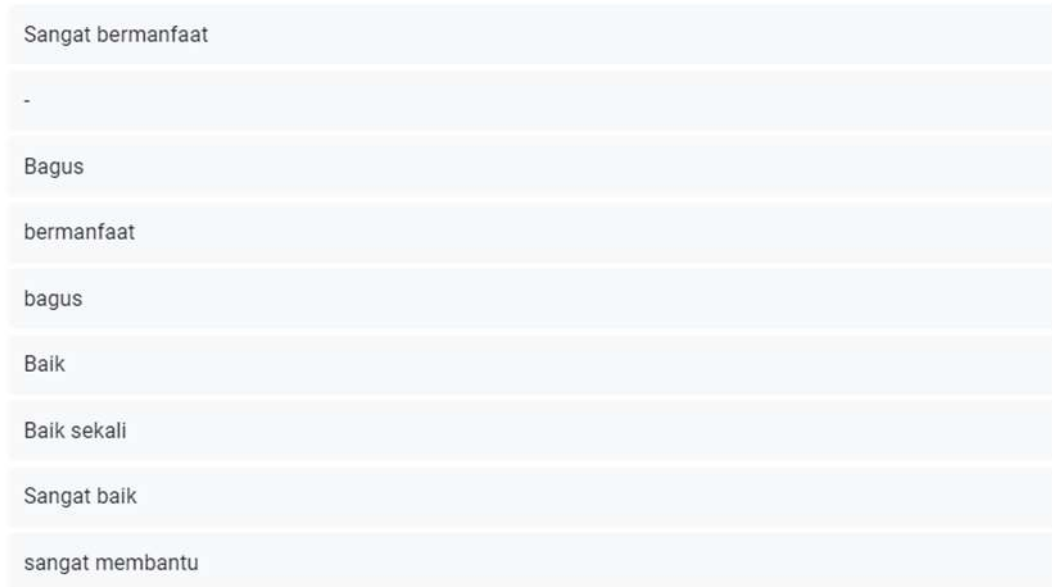 Sangat bermanfaat
-
Bagus
bermanfaat
bagus
Baik
Baik sekali
Sangat baik
sangat membantu